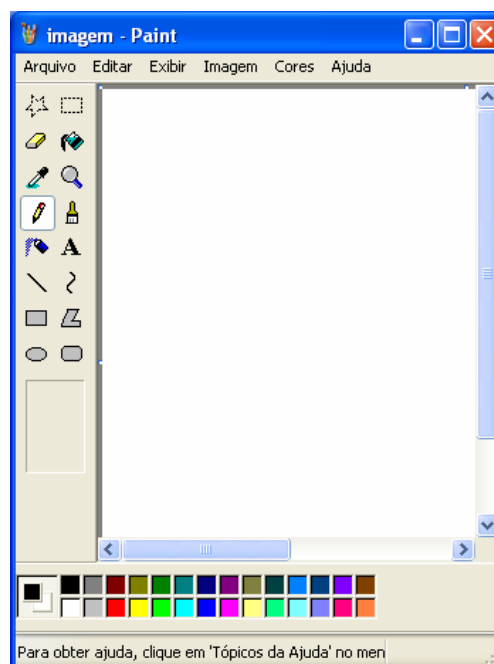 imagem - Paint
Arquivo Editar Exibir Imagem Cores Ajuda
A
Para obter ajuda, clique em 'Tópicos da Ajuda' no men